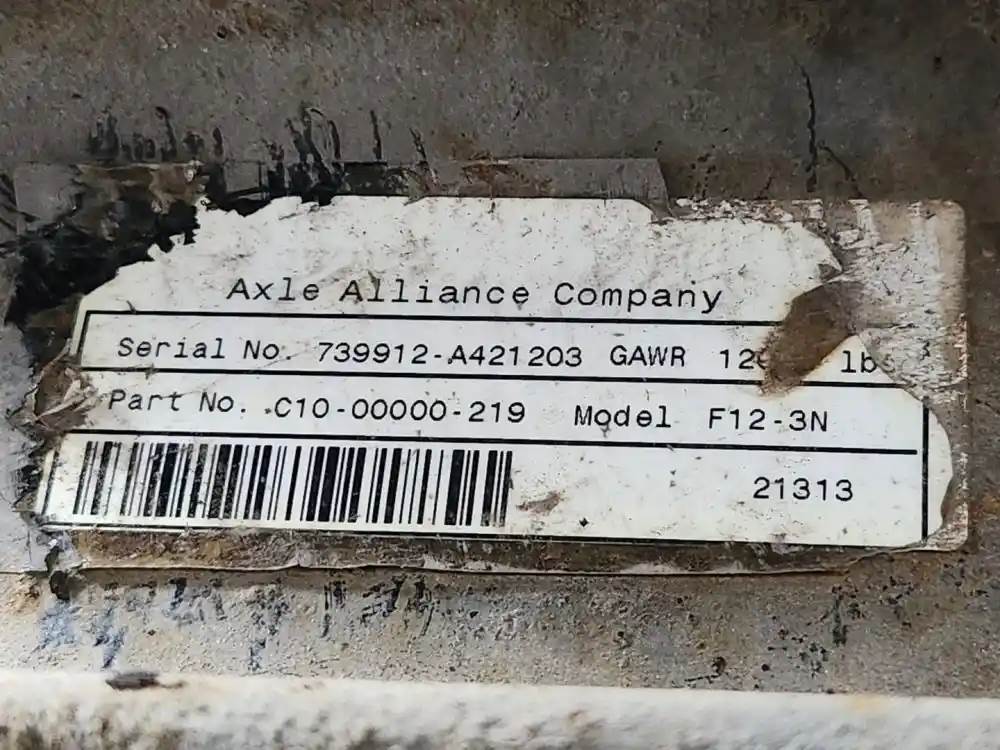 Axle Alliance Company
Serial No. 739912-A421203 GAWR
Part No. C10-00000-219 Model F12-3N
21313